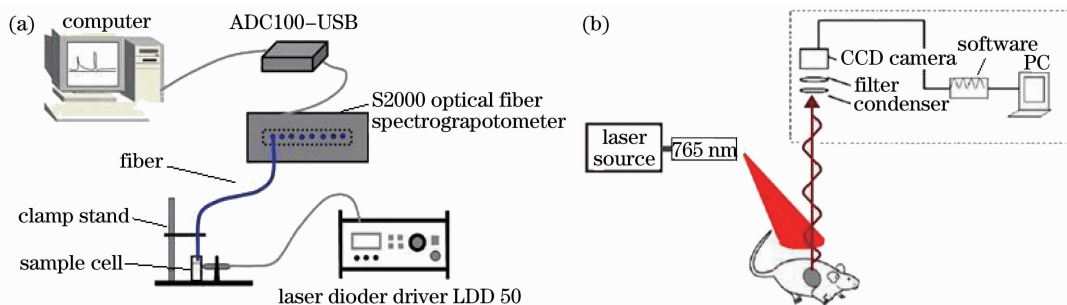 (a)
computer
ADC100-USB
S2000 optical fiber
spectrograpotometer
fiber
clamp stand
sample cell
laser dioder driver LDD 50
(b)
CCD camera
filter
condenser
software
PC
laser
source
765 nm